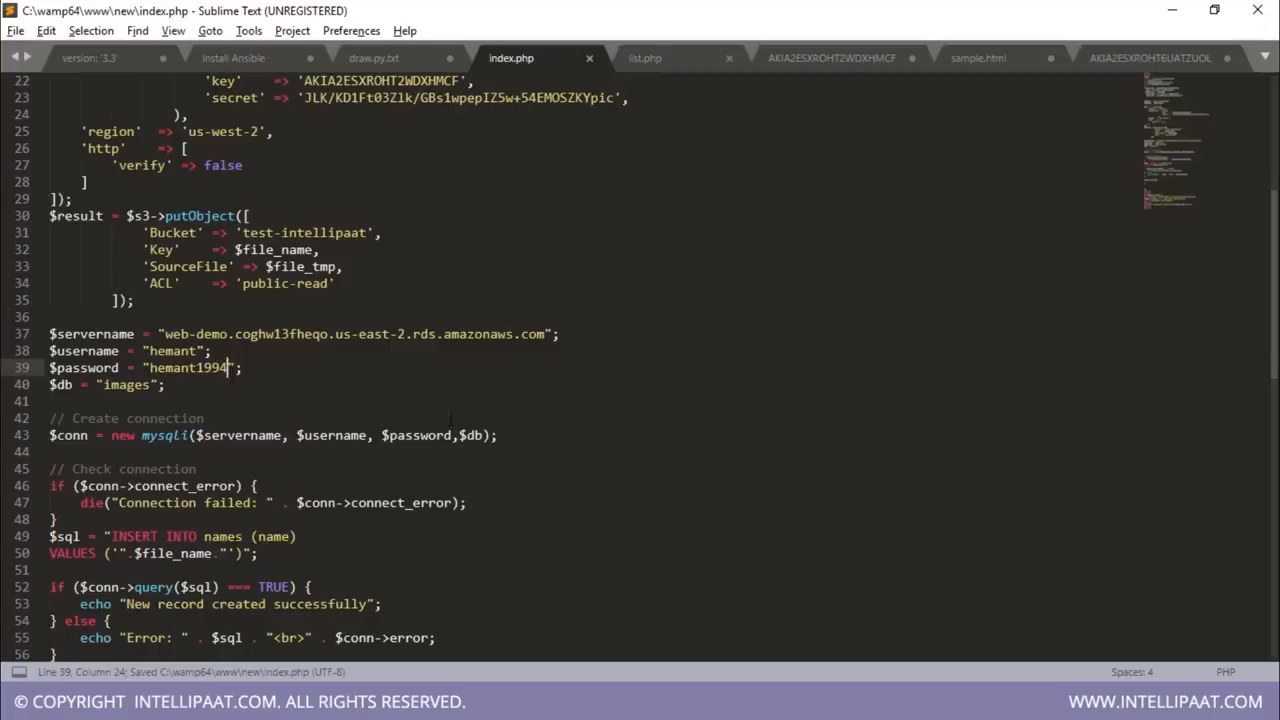 C:\wamp64\www\new\index.php - Sublime Text (UNREGISTERED)
File Edit Selection Find View Goto Tools Project Preferences Help
version: '3.3' Install Ansible draw.py.txt index.php list.php AKIA2ESXROHT2WDXHMCF sample.html AKIA2ESXROHT6UATZUOL
22 'key' => 'AKIA2ESXROHT2WDXHMCF',
23 'secret' => 'JLK/KD1Ft03Zlk/GBs1wpepIZ5w+54EMOSZKYpic',
24 ),
25 'region' => 'us-west-2',
26 'http' => [
27 'verify' => false
28 ]
29 ]);
30 $result = $s3->putObject([
31 'Bucket' => 'test-intellipaat',
32 'Key' => $file_name,
33 'SourceFile' => $file_tmp,
34 'ACL' => 'public-read'
35 ]);
36
37 $servername = "web-demo.coghw13fheqo.us-east-2.rds.amazonaws.com";
38 $username = "hemant";
39 $password = "hemant1994";
40 $db = "images";
41
42 // Create connection
43 $conn = new mysqli($servername, $username, $password,$db);
44
45 // Check connection
46 if ($conn->connect_error) {
47 die("Connection failed: " . $conn->connect_error);
48 }
49 $sql = "INSERT INTO names (name)
50 VALUES ('".$file_name."')";
51
52 if ($conn->query($sql) === TRUE) {
53 echo "New record created successfully";
54 } else {
55 echo "Error: " . $sql . "<br>" . $conn->error;
56 }
Line 39, Column 24; Saved C:\wamp64\www\new\index.php (UTF-8) Spaces: 4 PHP
© COPYRIGHT INTELLIPAAT.COM. ALL RIGHTS RESERVED. WWW.INTELLIPAAT.COM